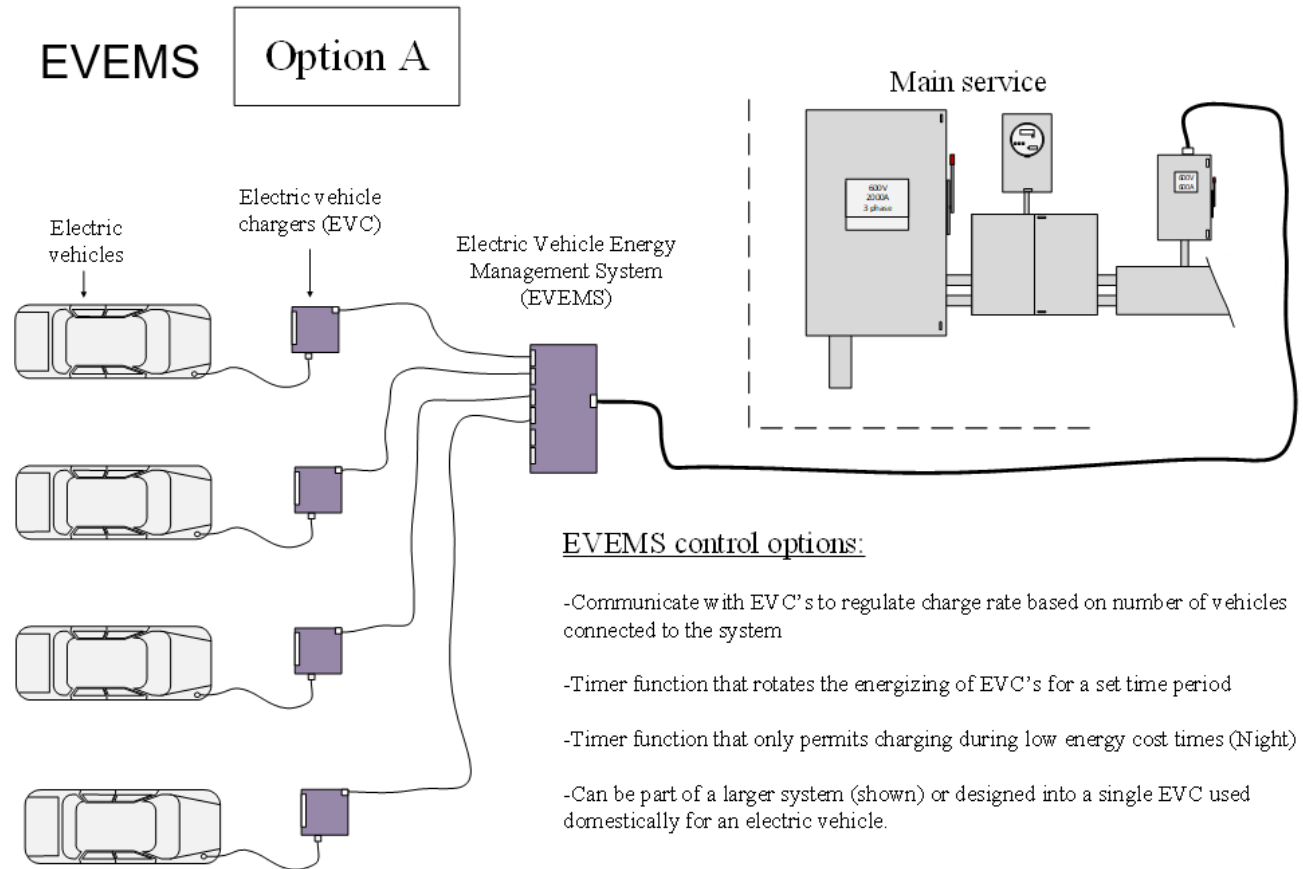 EVEMS
Option A
Main service
600V
2000A
3 phase
600V
600A
Electric vehicle
chargers (EVC)
Electric
vehicles
Electric Vehicle Energy
Management System
(EVEMS)
EVEMS control options:
-Communicate with EVC’s to regulate charge rate based on number of vehicles
connected to the system
-Timer function that rotates the energizing of EVC’s for a set time period
-Timer function that only permits charging during low energy cost times (Night)
-Can be part of a larger system (shown) or designed into a single EVC used
domestically for an electric vehicle.